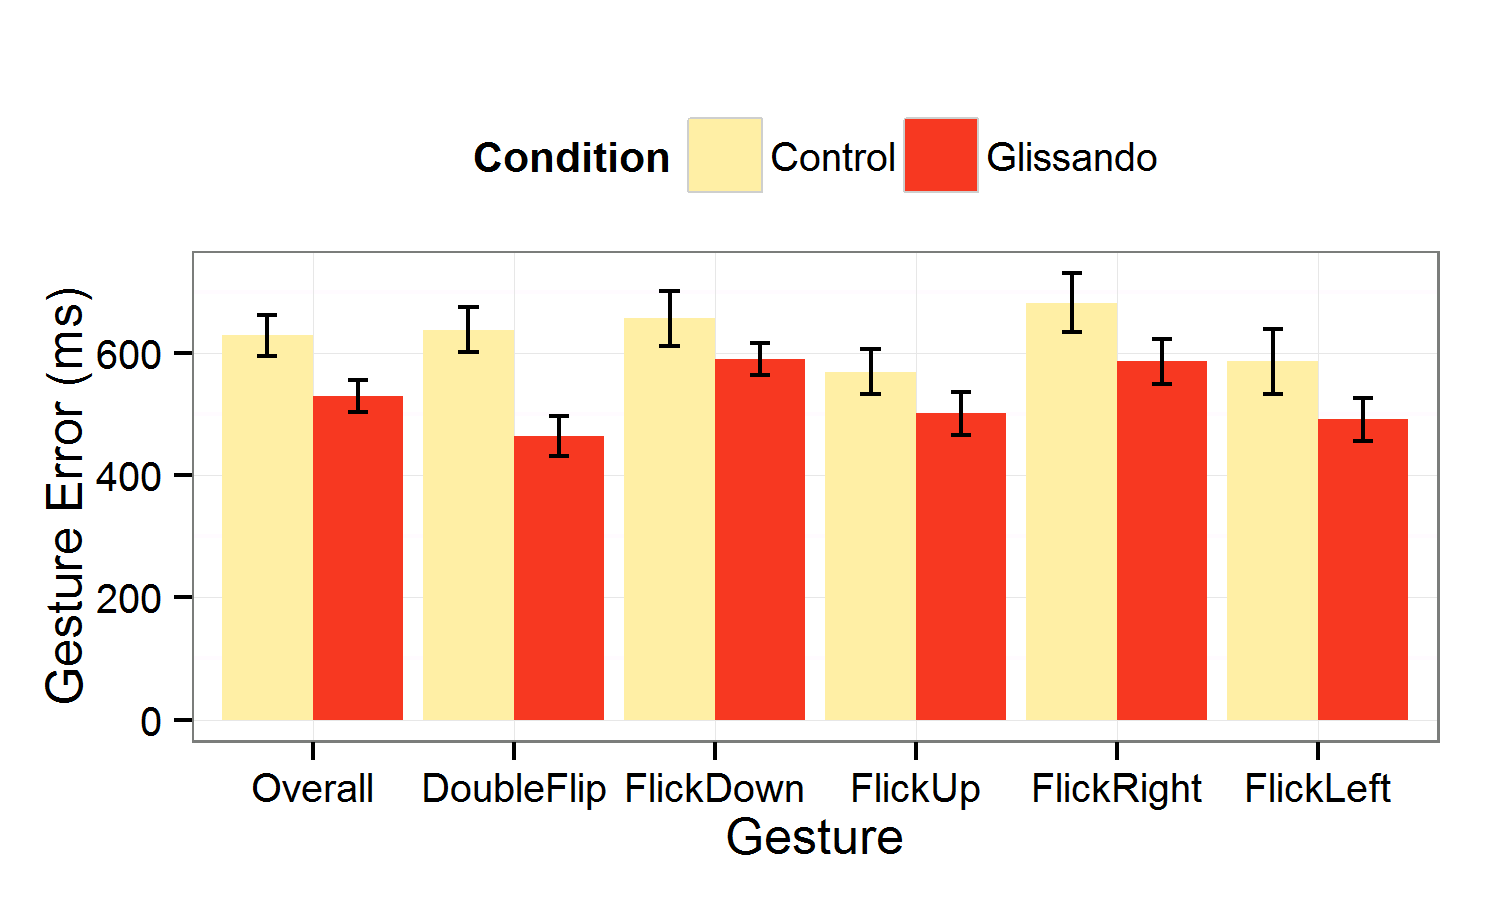 Condition Control Glissando
Gesture Error (ms)
600
400
200
0
Overall DoubleFlip FlickDown FlickUp FlickRight FlickLeft
Gesture